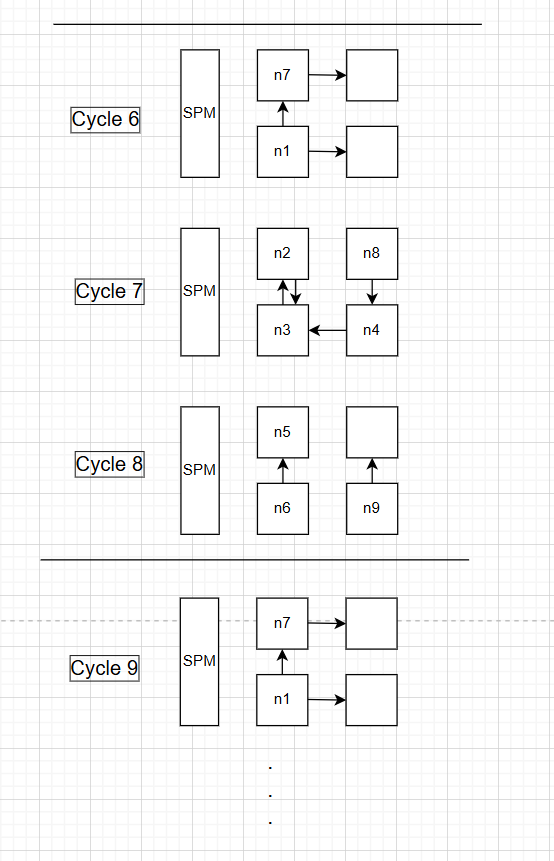 n7
Cycle 6
SPM
n1
n2
n8
Cycle 7
SPM
n3
n4
n5
Cycle 8
SPM
n6
n9
n7
Cycle 9
SPM
n1
.
.
.